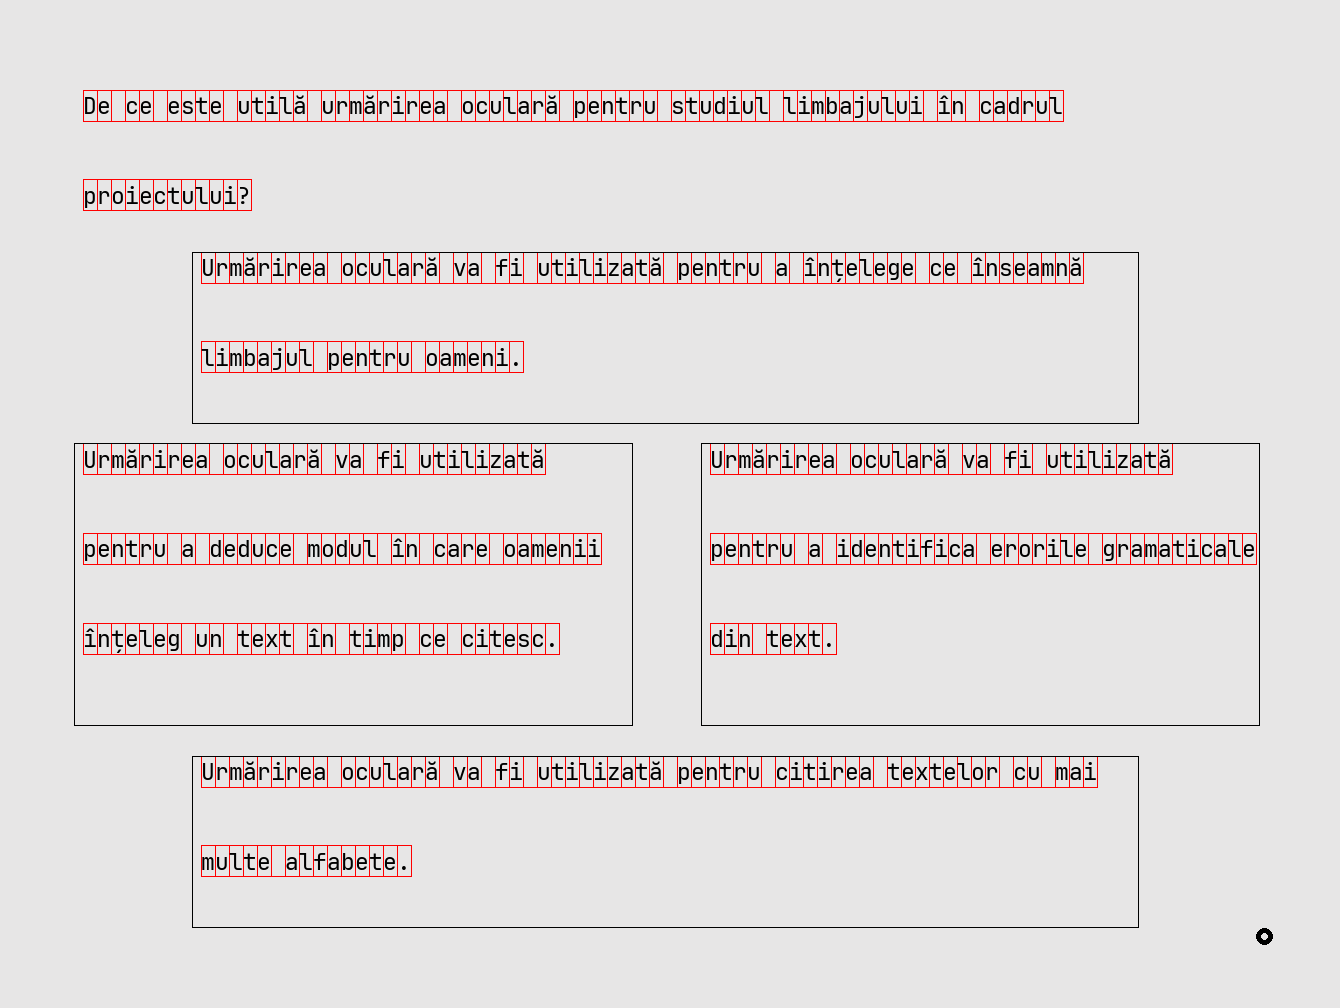 De ce este utilă urmărirea oculară pentru studiul limbajului în cadrul
proiectului?
Urmărirea oculară va fi utilizată pentru a înțelege ce înseamnă
limbajul pentru oameni.
Urmărirea oculară va fi utilizată
pentru a deduce modul în care oamenii
înțeleg un text în timp ce citesc.
Urmărirea oculară va fi utilizată
pentru a identifica erorile gramaticale
din text.
Urmărirea oculară va fi utilizată pentru citirea textelor cu mai
multe alfabete.